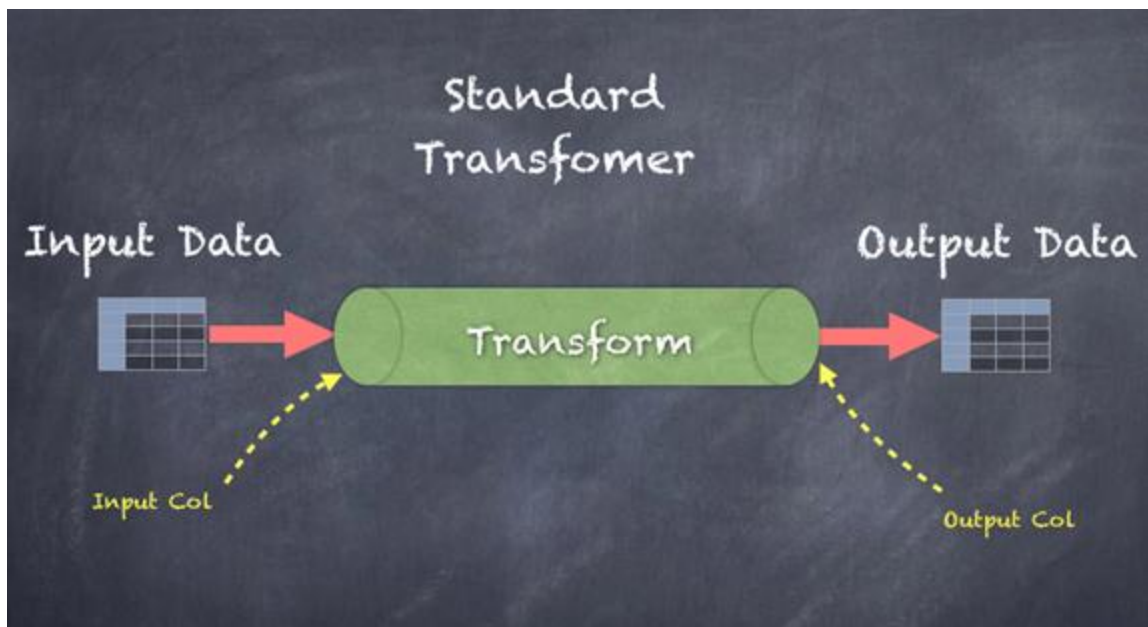 Standard
Transfomer
Input Data
Output Data
Transform
Input Col
Output Col